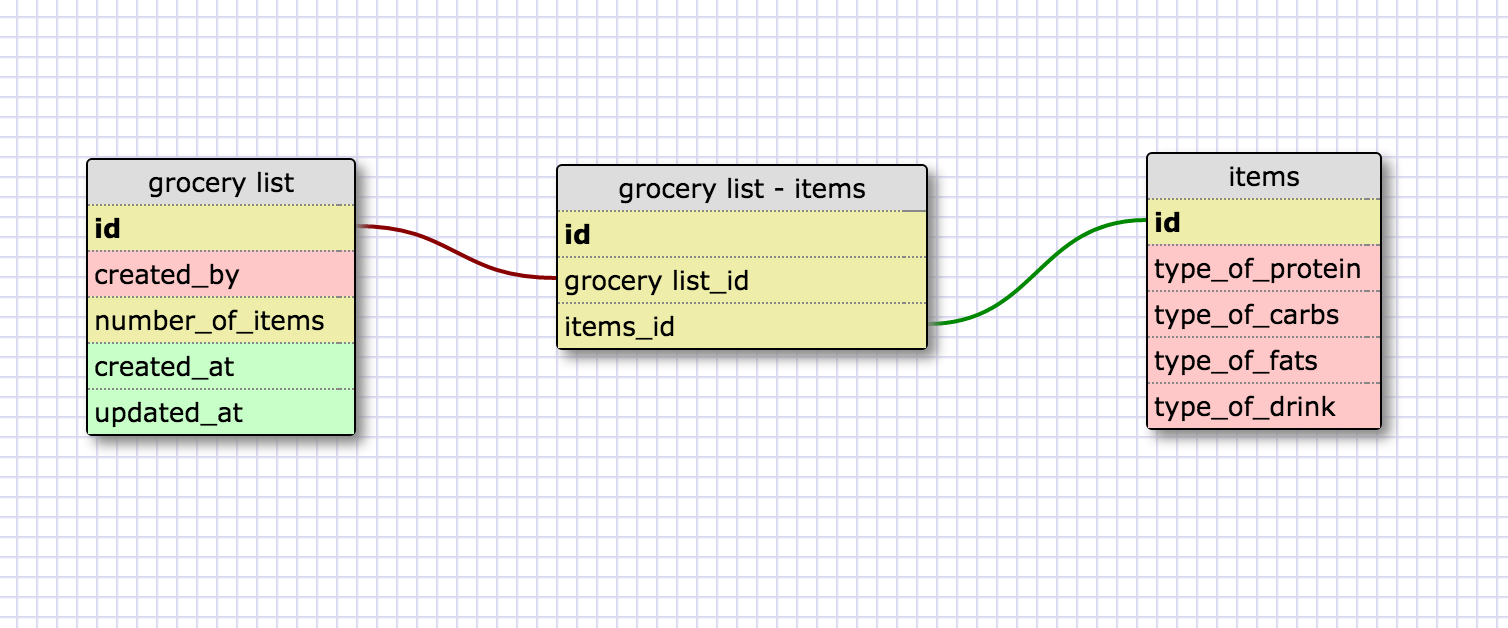 grocery list
id
created_by
number_of_items
created_at
updated_at
grocery list - items
id
grocery list_id
items_id
items
id
type_of_protein
type_of_carbs
type_of_fats
type_of_drink